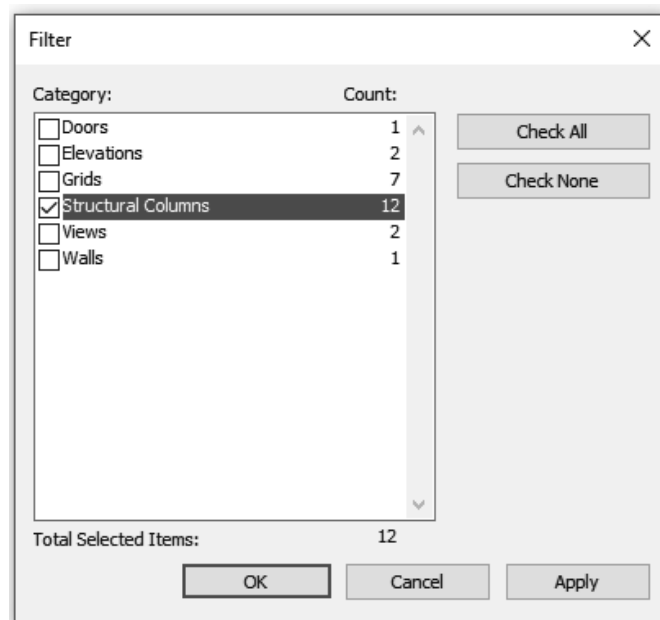 Filter
Category: Count:
Doors 1
Elevations 2
Grids 7
Structural Columns 12
Views 2
Walls 1
Check All
Check None
Total Selected Items: 12
OK Cancel Apply